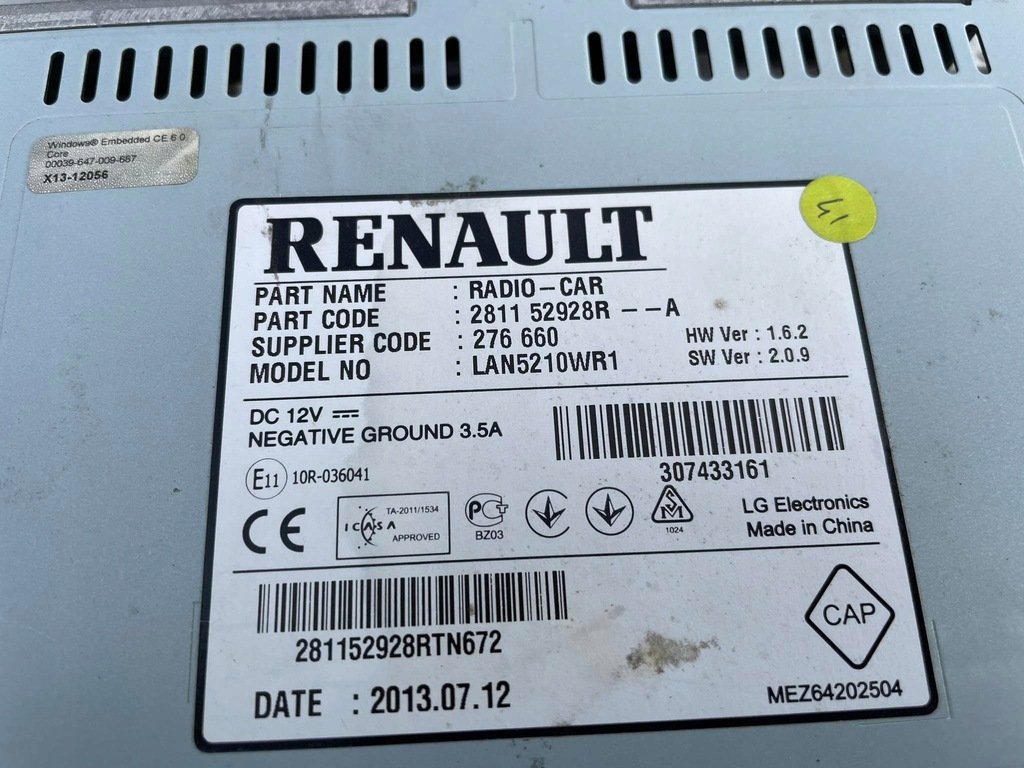 Windows® Embedded CE 6.0
Core
00039-647-009-687
X13-12056
RENAULT
PART NAME : RADIO-CAR
PART CODE : 2811 52928R --A
SUPPLIER CODE : 276 660
MODEL NO : LAN5210WR1
HW Ver : 1.6.2
SW Ver : 2.0.9
DC 12V
NEGATIVE GROUND 3.5A
307433161
E11 10R-036041
CE
TA-2011/1534
ICASA
APPROVED
PCT
BZ03
1024
LG Electronics
Made in China
281152928RTN672
CAP
DATE : 2013.07.12
MEZ64202504